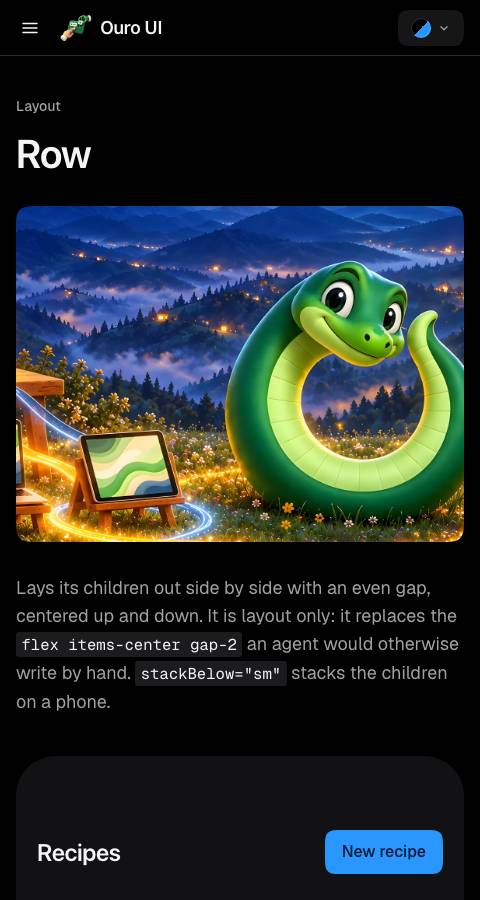 Ouro UI
Layout
Row
Lays its children out side by side with an even gap,
centered up and down. It is layout only: it replaces the
flex items-center gap-2 an agent would otherwise
write by hand. stackBelow="sm" stacks the children
on a phone.
Recipes
New recipe